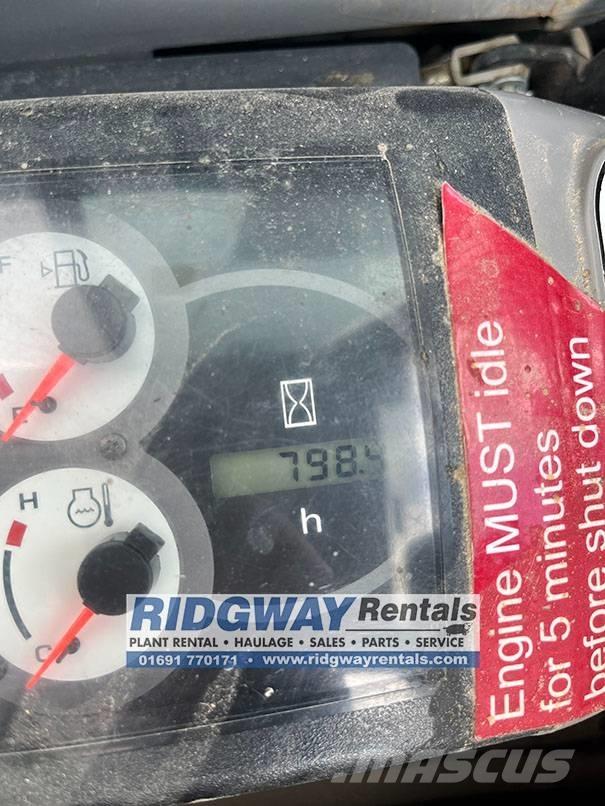 F
E
798.
h
H
C
Engine MUST idle
for 5 minutes
before shut down
RIDGWAY Rentals
PLANT RENTAL • HAULAGE • SALES • PARTS • SERVICE
01691 770171 • www.ridgwayrentals.com
MASCUS